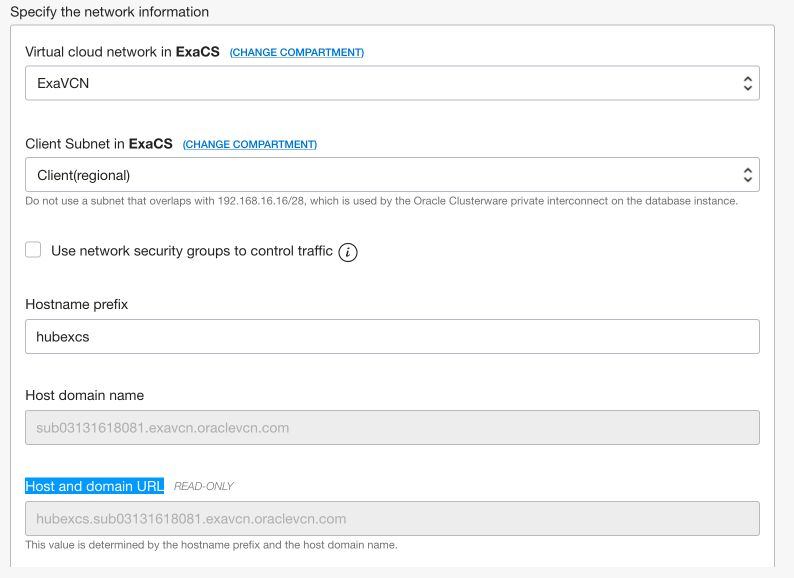 Specify the network information
Virtual cloud network in ExaCS (CHANGE COMPARTMENT)
ExaVCN
Client Subnet in ExaCS (CHANGE COMPARTMENT)
Client(regional)
Do not use a subnet that overlaps with 192.168.16.16/28, which is used by the Oracle Clusterware private interconnect on the database instance.
Use network security groups to control traffic i
Hostname prefix
hubexcs
Host domain name
sub03131618081.exavcn.oraclevcn.com
Host and domain URL READ-ONLY
hubexcs.sub03131618081.exavcn.oraclevcn.com
This value is determined by the hostname prefix and the host domain name.